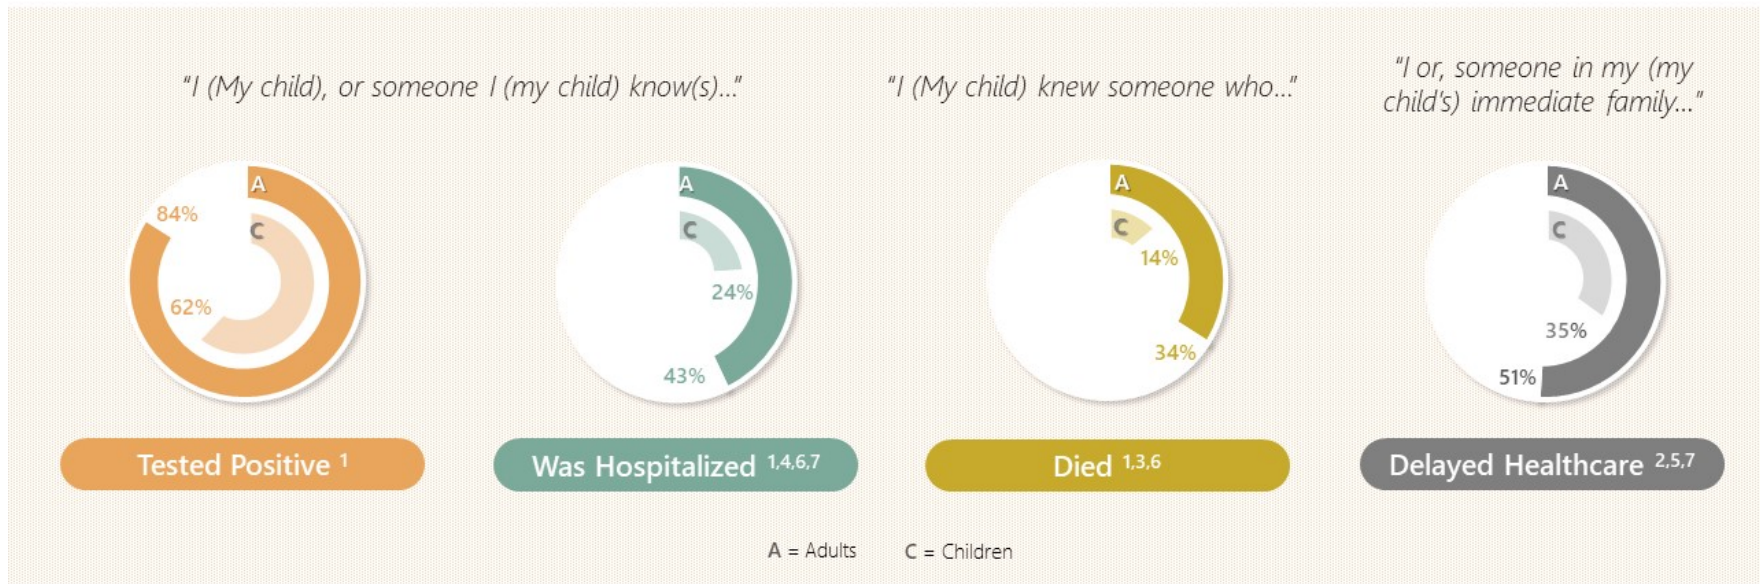 "I (My child), or someone I (my child) know(s)..."
"I (My child) knew someone who..."
"I or, someone in my (my
child's) immediate family..."
A
C
84%
62%
A
C
24%
43%
A
C
14%
34%
A
C
35%
51%
Tested Positive 1
Was Hospitalized 1,4,6,7
Died 1,3,6
Delayed Healthcare 2,5,7
A = Adults
C = Children